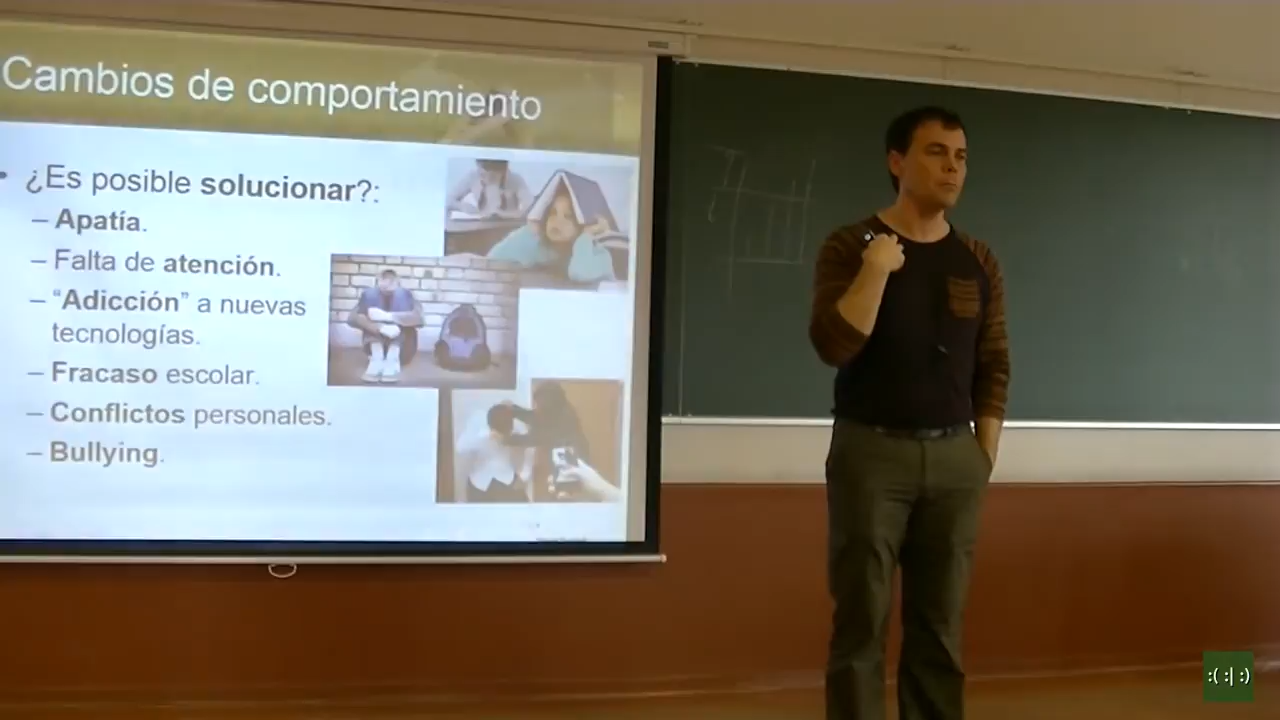 Cambios de comportamiento
• ¿Es posible solucionar?:
– Apatía.
– Falta de atención.
– “Adicción” a nuevas
tecnologías.
– Fracaso escolar.
– Conflictos personales.
– Bullying.
:( :| :)